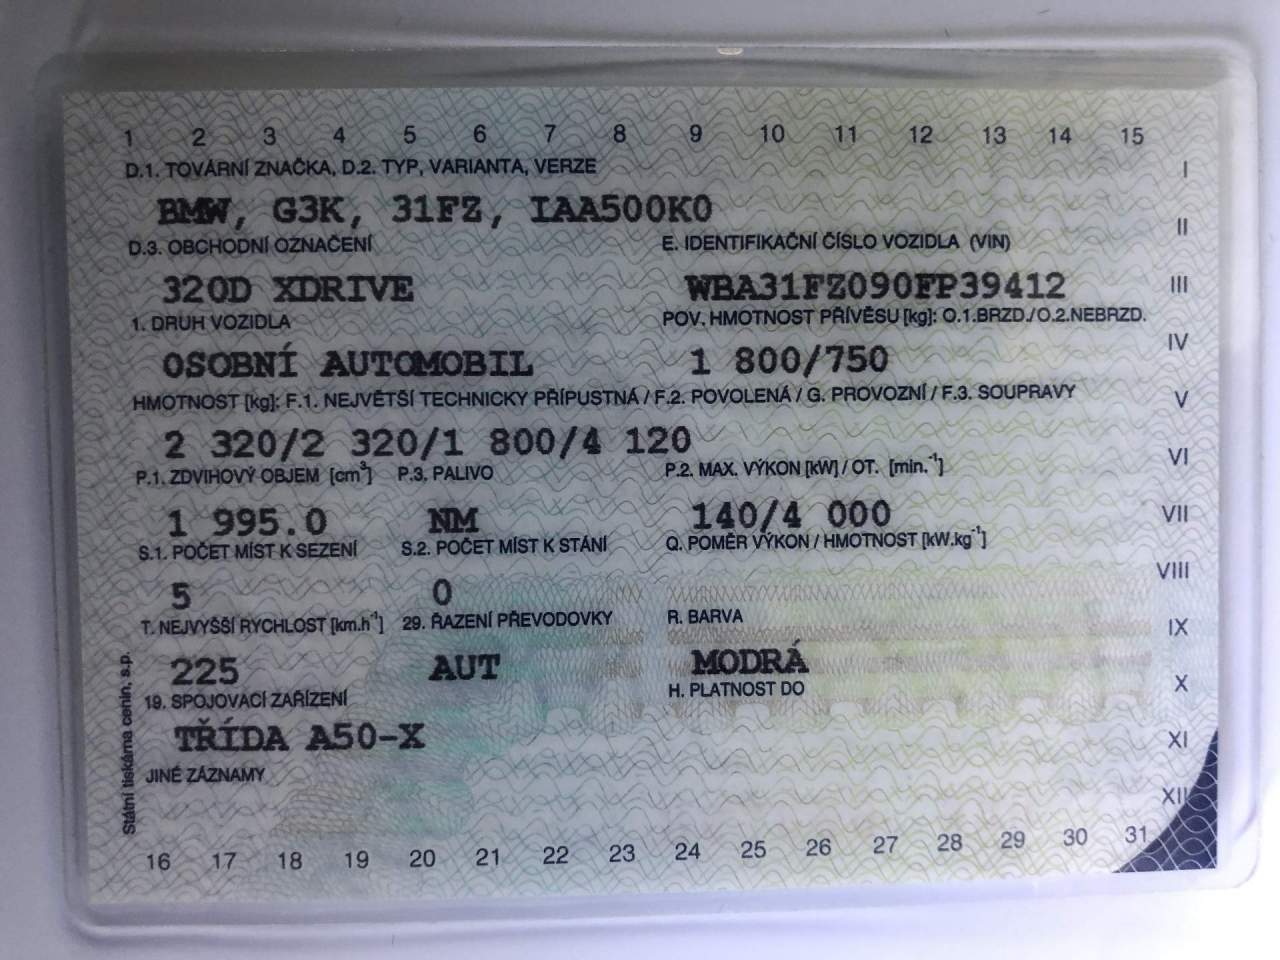 1 2 3 4 5 6 7 8 9 10 11 12 13 14 15
D.1. TOVÁRNÍ ZNAČKA, D.2. TYP, VARIANTA, VERZE
I
BMW, G3K, 31FZ, IAA500K0
II
D.3. OBCHODNÍ OZNAČENÍ E. IDENTIFIKAČNÍ ČÍSLO VOZIDLA (VIN)
320D XDRIVE WBA31FZ090FP39412
III
1. DRUH VOZIDLA POV. HMOTNOST PŘÍVĚSU [kg]: O.1.BRZD./O.2.NEBRZD.
IV
OSOBNÍ AUTOMOBIL 1 800/750
HMOTNOST [kg]: F.1. NEJVĚTŠÍ TECHNICKY PŘÍPUSTNÁ / F.2. POVOLENÁ / G. PROVOZNÍ / F.3. SOUPRAVY
V
2 320/2 320/1 800/4 120
VI
P.1. ZDVIHOVÝ OBJEM [cm³] P.3. PALIVO P.2. MAX. VÝKON [kW] / OT. [min.⁻¹]
1 995.0 NM 140/4 000
VII
S.1. POČET MÍST K SEZENÍ S.2. POČET MÍST K STÁNÍ Q. POMĚR VÝKON / HMOTNOST [kW.kg⁻¹]
VIII
5 0
T. NEJVYŠŠÍ RYCHLOST [km.h⁻¹] 29. ŘAZENÍ PŘEVODOVKY R. BARVA
IX
225 AUT MODRÁ
X
19. SPOJOVACÍ ZAŘÍZENÍ H. PLATNOST DO
TŘÍDA A50-X
XI
JINÉ ZÁZNAMY
XII
Státní tiskárna cenin, s.p.
16 17 18 19 20 21 22 23 24 25 26 27 28 29 30 31